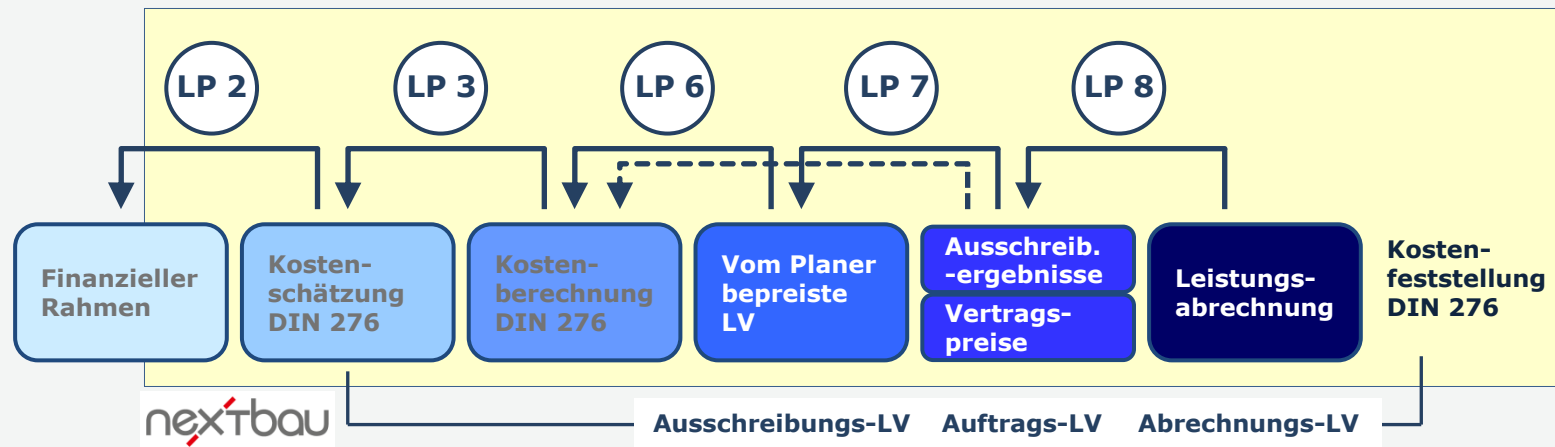 LP 2
LP 3
LP 6
LP 7
LP 8
Finanzieller
Rahmen
Kosten-
schätzung
DIN 276
Kosten-
berechnung
DIN 276
Vom Planer
bepreiste
LV
Ausschreib.
-ergebnisse
Vertrags-
preise
Leistungs-
abrechnung
Kosten-
feststellung
DIN 276
nextbau
Ausschreibungs-LV Auftrags-LV Abrechnungs-LV